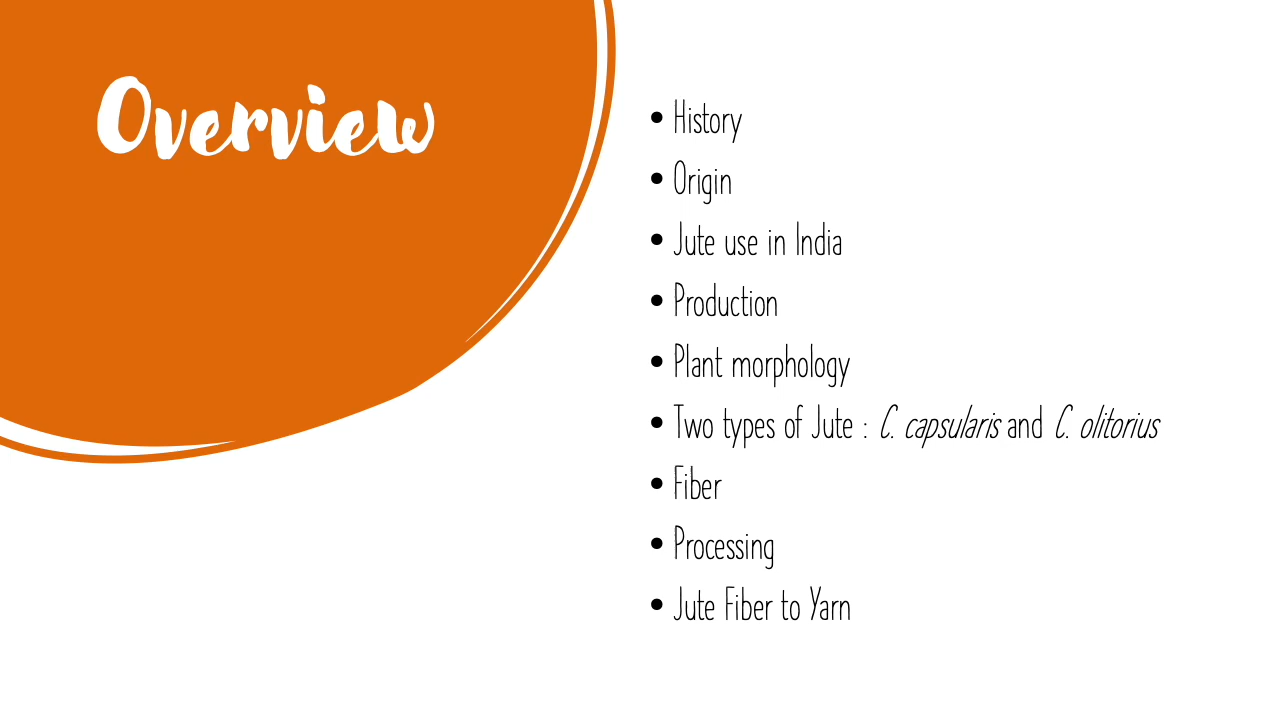 Overview
• History
• Origin
• Jute use in India
• Production
• Plant morphology
• Two types of Jute : C. capsularis and C. olitorius
• Fiber
• Processing
• Jute Fiber to Yarn